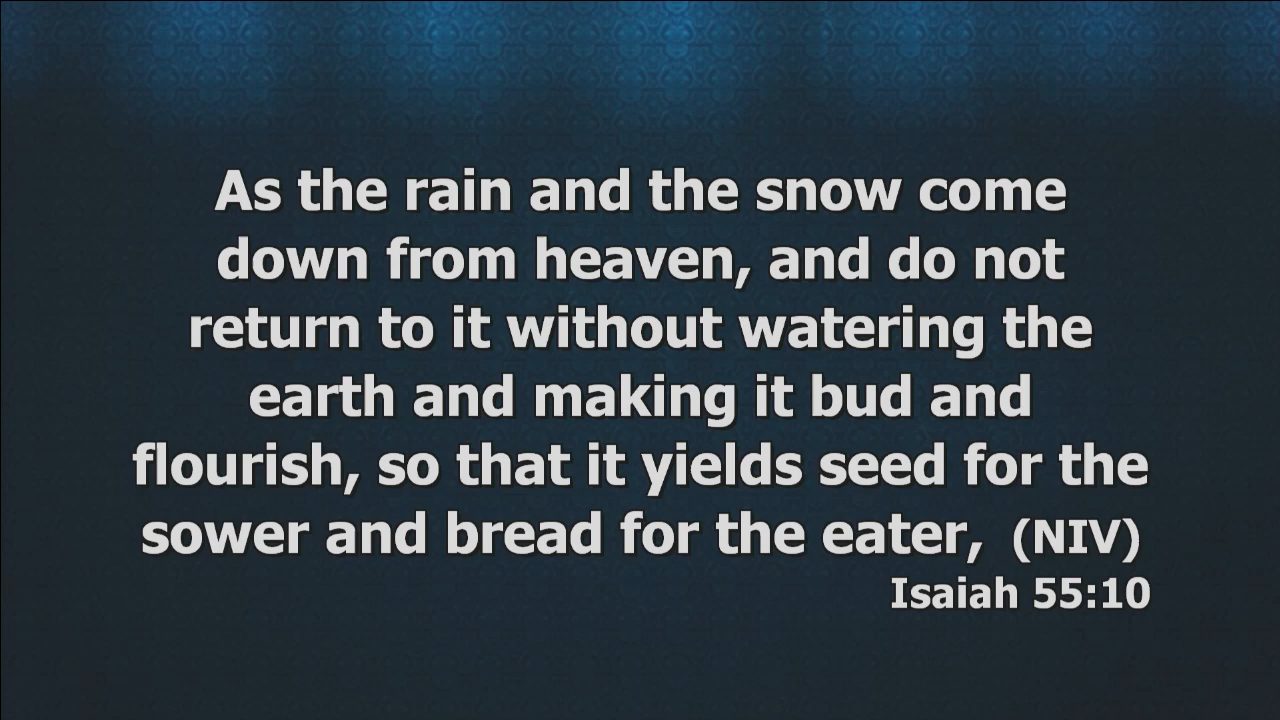 As the rain and the snow come
down from heaven, and do not
return to it without watering the
earth and making it bud and
flourish, so that it yields seed for the
sower and bread for the eater, (NIV)
Isaiah 55:10